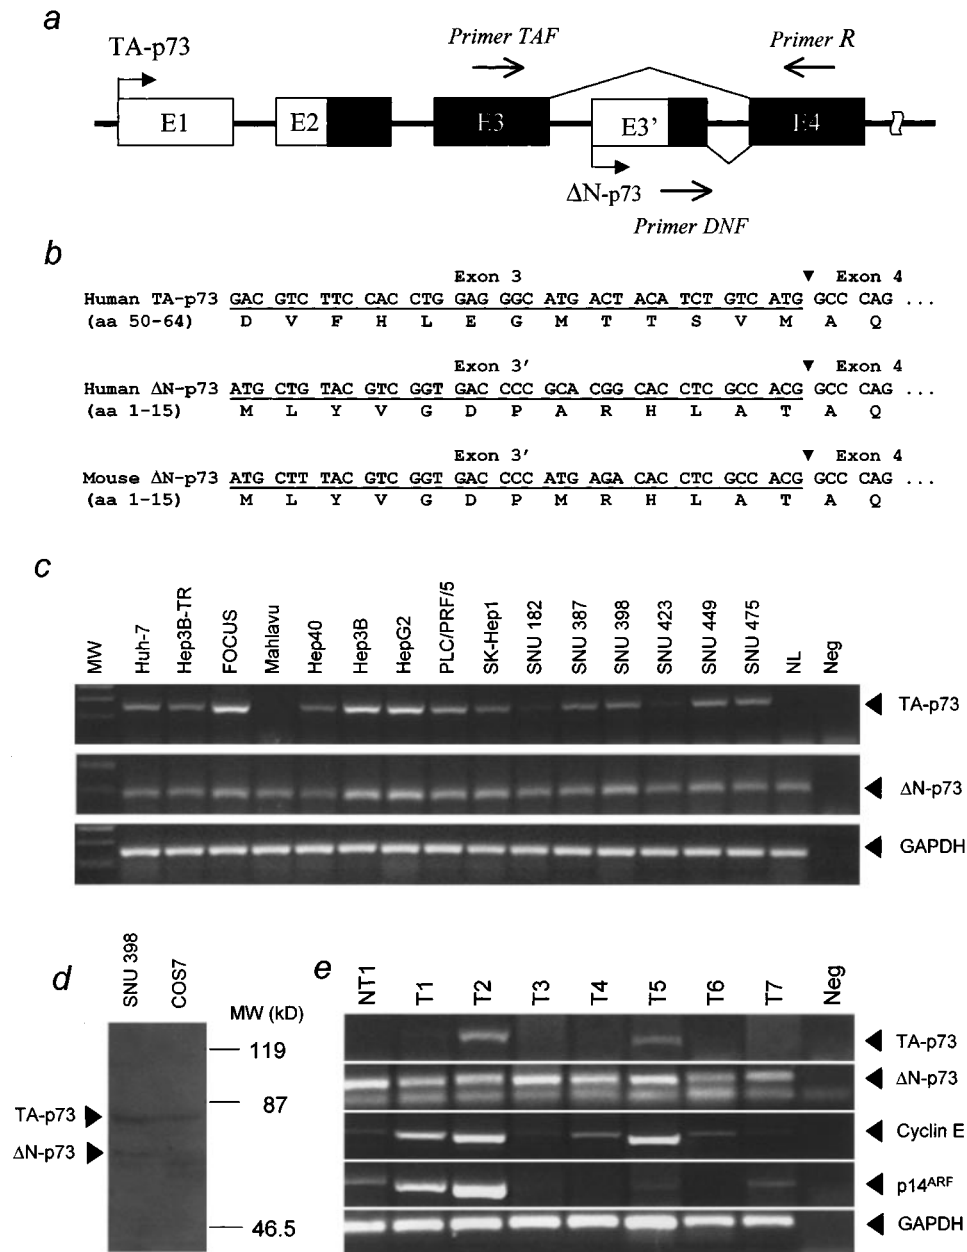 a
TA-p73
Primer TAF
Primer R
E1
E2
E3
E3'
E4
ΔN-p73
Primer DNF
b
Exon 3 ▼ Exon 4
Human TA-p73 GAC GTC TTC CAC CTG GAG GGC ATG ACT ACA TCT GTC ATG GCC CAG ...
(aa 50-64) D V F H L E G M T T S V M A Q
Exon 3' ▼ Exon 4
Human ΔN-p73 ATG CTG TAC GTC GGT GAC CCC GCA CGG CAC CTC GCC ACG GCC CAG ...
(aa 1-15) M L Y V G D P A R H L A T A Q
Exon 3' ▼ Exon 4
Mouse ΔN-p73 ATG CTT TAC GTC GGT GAC CCC ATG AGA CAC CTC GCC ACG GCC CAG ...
(aa 1-15) M L Y V G D P M R H L A T A Q
c
MW Huh-7 Hep3B-TR FOCUS Mahlavu Hep40 Hep3B HepG2 PLC/PRF/5 SK-Hep1 SNU 182 SNU 387 SNU 398 SNU 423 SNU 449 SNU 475 NL Neg
TA-p73
ΔN-p73
GAPDH
d
SNU 398 COS7
MW (kD)
119
87
TA-p73
ΔN-p73
46.5
e
NT1 T1 T2 T3 T4 T5 T6 T7 Neg
TA-p73
ΔN-p73
Cyclin E
p14ARF
GAPDH